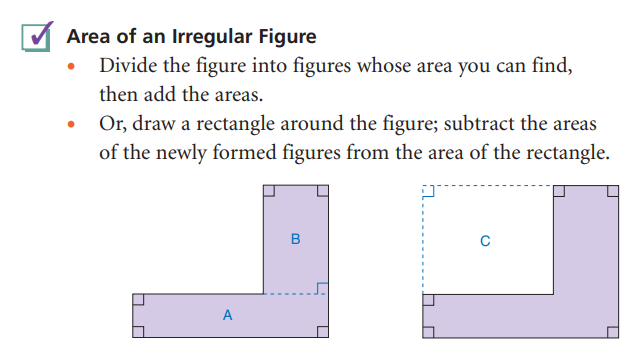 Area of an Irregular Figure
• Divide the figure into figures whose area you can find,
then add the areas.
• Or, draw a rectangle around the figure; subtract the areas
of the newly formed figures from the area of the rectangle.
B
A
C